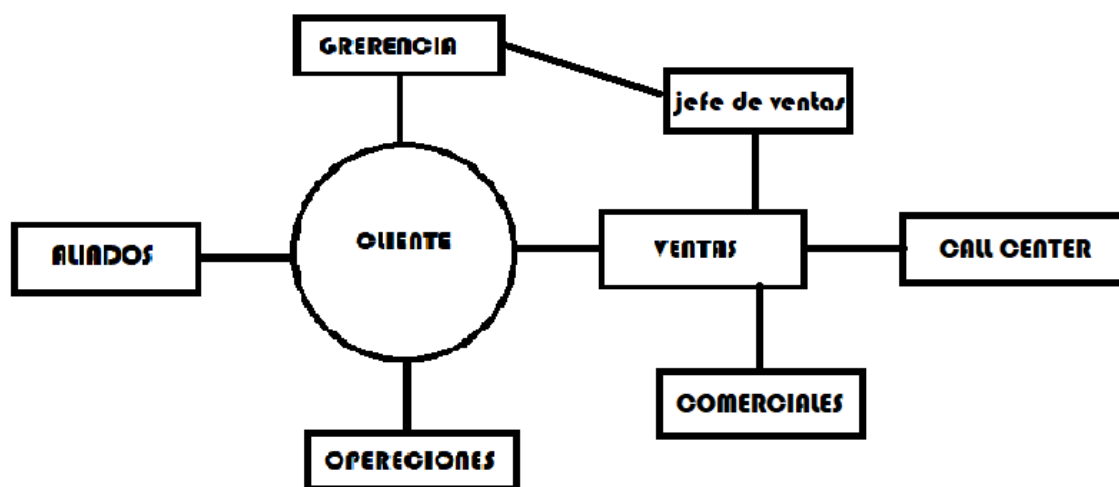 GRERENCIA
jefe de ventas
ALIADOS
CLIENTE
VENTAS
CALL CENTER
COMERCIALES
OPERECIONES